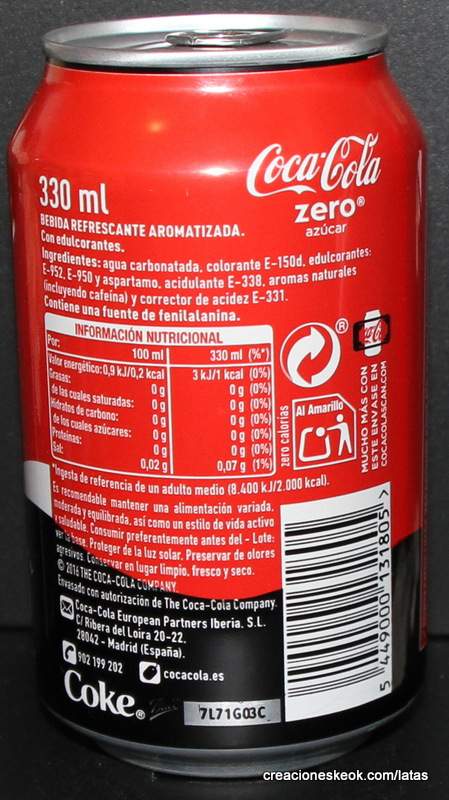 Coca-Cola
zero®
azúcar
330 ml
BEBIDA REFRESCANTE AROMATIZADA.
Con edulcorantes.
Ingredientes: agua carbonatada, colorante E-150d, edulcorantes:
E-952, E-950 y aspartamo, acidulante E-338, aromas naturales
(incluyendo cafeína) y corrector de acidez E-331.
Contiene una fuente de fenilalanina.
INFORMACIÓN NUTRICIONAL
Por: 100 ml 330 ml (%*)
Valor energético: 0,9 kJ/0,2 kcal 3 kJ/1 kcal (0%)
Grasas: 0 g 0 g (0%)
de las cuales saturadas: 0 g 0 g (0%)
Hidratos de carbono: 0 g 0 g (0%)
de los cuales azúcares: 0 g 0 g (0%)
Proteínas: 0 g 0 g (0%)
Sal: 0,02 g 0,07 g (1%)
zero calorías
®
Al Amarillo
MUCHO MÁS CON
ESTE ENVASE EN
COCACOLASCAN.COM
*Ingesta de referencia de un adulto medio (8.400 kJ/2.000 kcal).
Es recomendable mantener una alimentación variada,
moderada y equilibrada, así como un estilo de vida activo
y saludable. Consumir preferentemente antes del - Lote:
ver la base. Proteger de la luz solar. Preservar de olores
agresivos. Conservar en lugar limpio, fresco y seco.
© 2016 THE COCA-COLA COMPANY.
Envasado con autorización de The Coca-Cola Company.
Coca-Cola European Partners Iberia, S.L.
C/ Ribera del Loira 20-22.
28042 - Madrid (España).
902 199 202 cocacola.es
Coke®
7L71G03C
5 449000 131805 >
creacioneskeok.com/latas